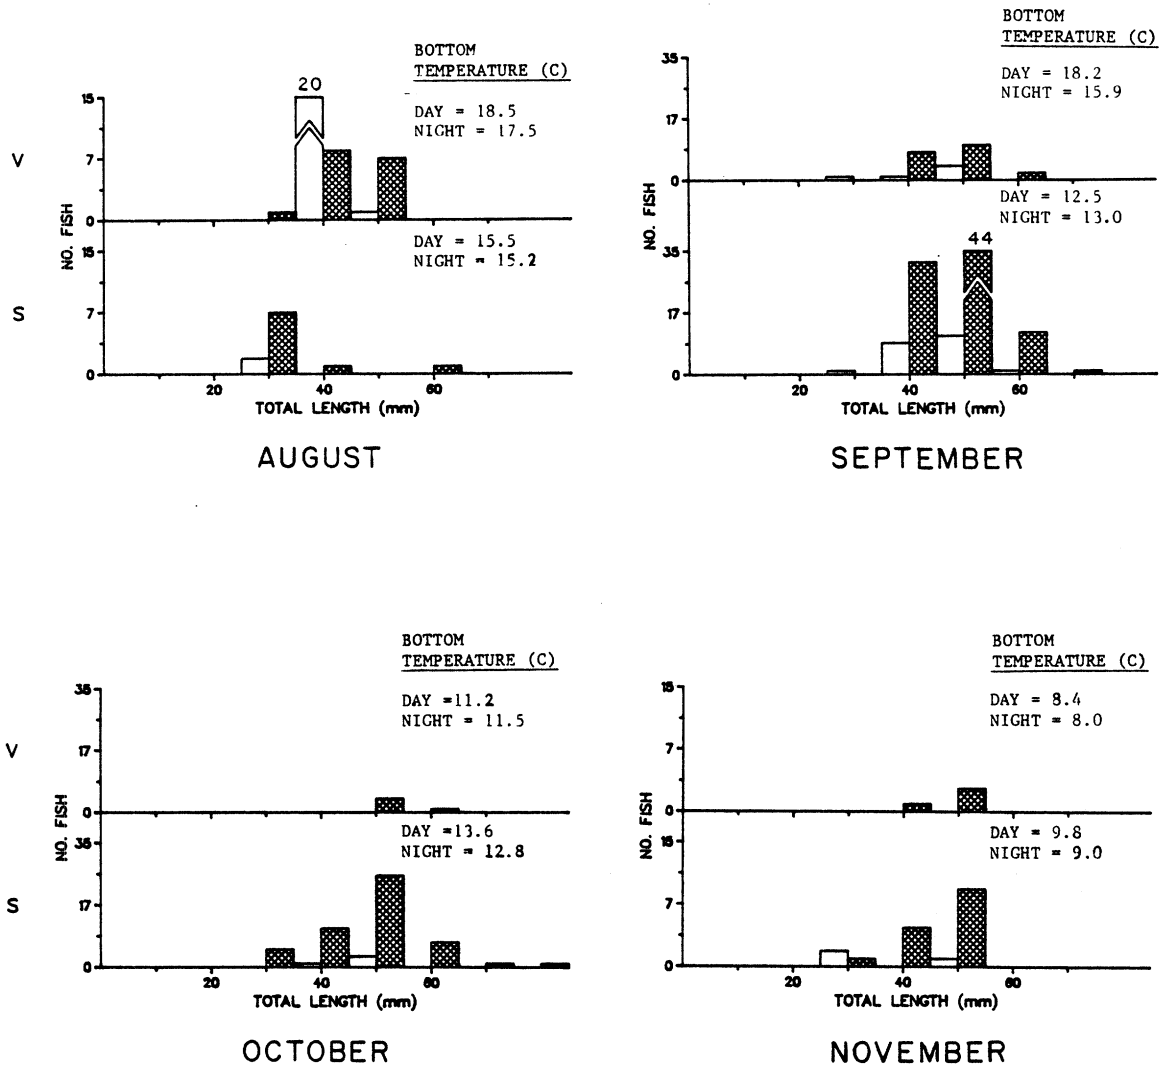 BOTTOM
TEMPERATURE (C)
DAY = 18.5
NIGHT = 17.5
20
15
7
0
V
NO. FISH
DAY = 15.5
NIGHT = 15.2
15
7
0
S
20 40 60
TOTAL LENGTH (mm)
AUGUST
BOTTOM
TEMPERATURE (C)
DAY = 18.2
NIGHT = 15.9
35
17
0
NO. FISH
DAY = 12.5
NIGHT = 13.0
44
35
17
0
20 40 60
TOTAL LENGTH (mm)
SEPTEMBER
BOTTOM
TEMPERATURE (C)
DAY =11.2
NIGHT = 11.5
35
17
0
V
NO. FISH
DAY =13.6
NIGHT = 12.8
35
17
0
S
20 40 60
TOTAL LENGTH (mm)
OCTOBER
BOTTOM
TEMPERATURE (C)
DAY = 8.4
NIGHT = 8.0
15
7
0
NO. FISH
DAY = 9.8
NIGHT = 9.0
15
7
0
20 40 60
TOTAL LENGTH (mm)
NOVEMBER